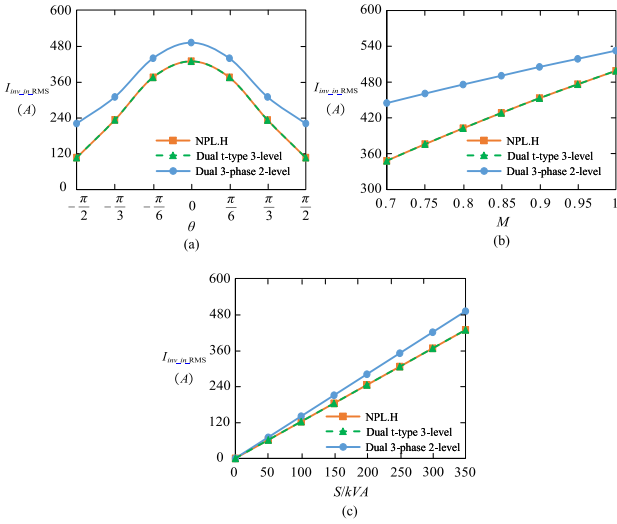 600
480
360
240
120
0
I_inv_in_RMS
(A)
NPL.H
Dual t-type 3-level
Dual 3-phase 2-level
−π/2 −π/3 −π/6 0 π/6 π/3 π/2
θ
(a)
600
540
480
420
360
300
I_inv_in_RMS
(A)
NPL.H
Dual t-type 3-level
Dual 3-phase 2-level
0.7 0.75 0.8 0.85 0.9 0.95 1
M
(b)
600
480
360
240
120
0
I_inv_in_RMS
(A)
NPL.H
Dual t-type 3-level
Dual 3-phase 2-level
0 50 100 150 200 250 300 350
S/kVA
(c)